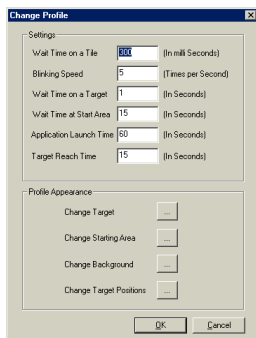 Change Profile
Settings
Wait Time on a Tile 300 (In milli Seconds)
Blinking Speed 5 (Times per Second)
Wait Time on a Target 1 (In Seconds)
Wait Time at Start Area 15 (In Seconds)
Application Launch Time 60 (In Seconds)
Target Reach Time 15 (In Seconds)
Profile Appearance
Change Target ...
Change Starting Area ...
Change Background ...
Change Target Positions ...
OK Cancel